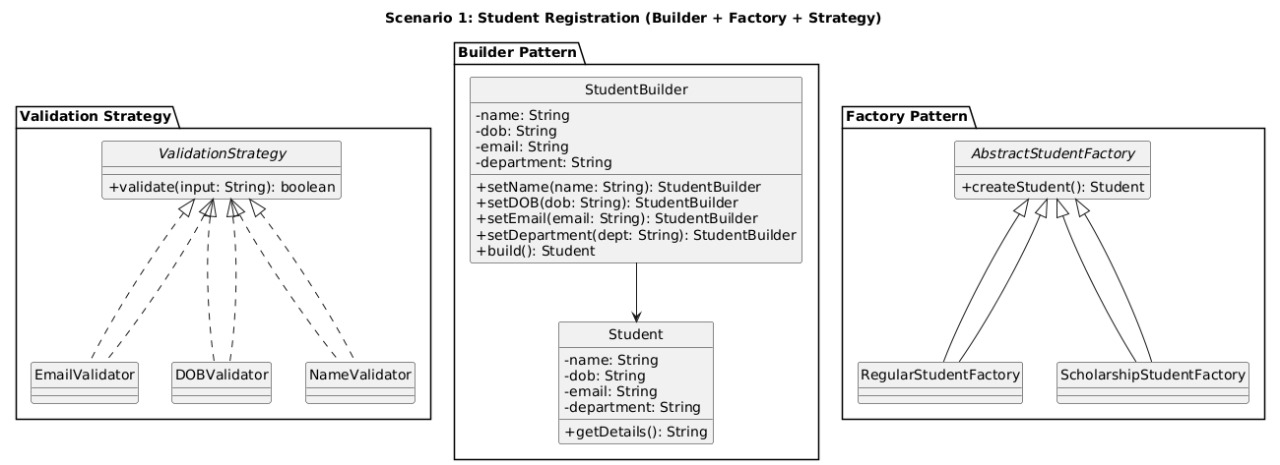 Scenario 1: Student Registration (Builder + Factory + Strategy)
Validation Strategy
ValidationStrategy
+validate(input: String): boolean
EmailValidator
DOBValidator
NameValidator
Builder Pattern
StudentBuilder
-name: String
-dob: String
-email: String
-department: String
+setName(name: String): StudentBuilder
+setDOB(dob: String): StudentBuilder
+setEmail(email: String): StudentBuilder
+setDepartment(dept: String): StudentBuilder
+build(): Student
Student
-name: String
-dob: String
-email: String
-department: String
+getDetails(): String
Factory Pattern
AbstractStudentFactory
+createStudent(): Student
RegularStudentFactory
ScholarshipStudentFactory